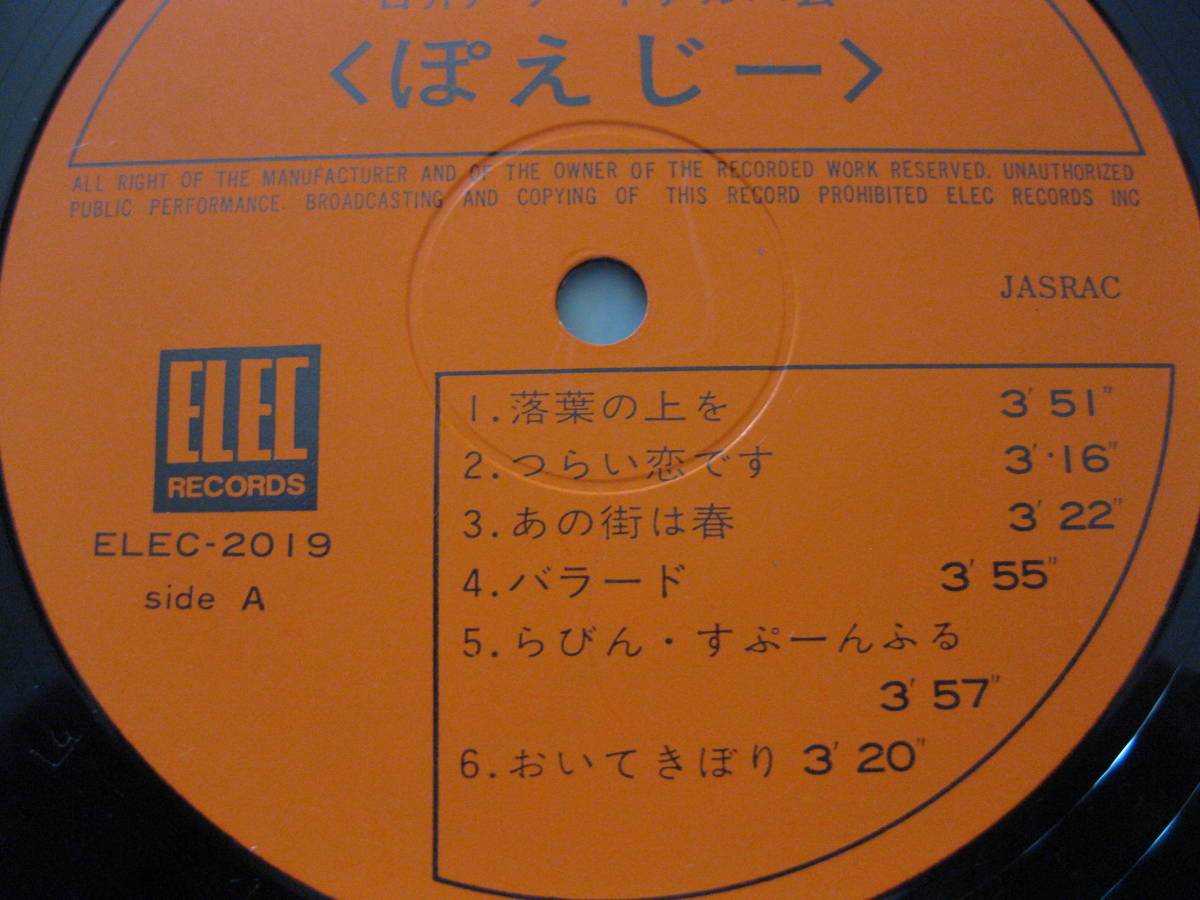 <ぽえじー>
ALL RIGHT OF THE MANUFACTURER AND OF THE OWNER OF THE RECORDED WORK RESERVED. UNAUTHORIZED
PUBLIC PERFORMANCE. BROADCASTING AND COPYING OF THIS RECORD PROHIBITED ELEC RECORDS INC
JASRAC
ELEC
RECORDS
ELEC-2019
side A
1.落葉の上を 3′51″
2.つらい恋です 3′16″
3.あの街は春 3′22″
4.バラード 3′55″
5.らびん・すぷーんふる
3′57″
6.おいてきぼり 3′20″